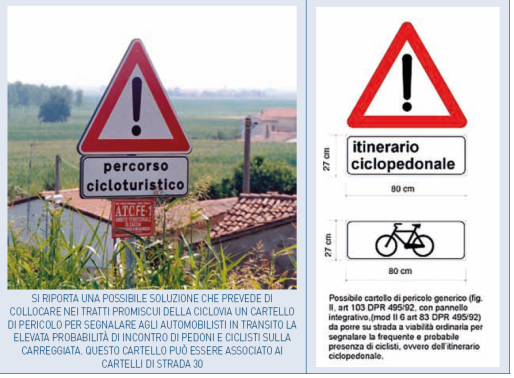 percorso
cicloturistico
A.T.C.FE-1
SI RIPORTA UNA POSSIBILE SOLUZIONE CHE PREVEDE DI
COLLOCARE NEI TRATTI PROMISCUI DELLA CICLOVIA UN CARTELLO
DI PERICOLO PER SEGNALARE AGLI AUTOMOBILISTI IN TRANSITO LA
ELEVATA PROBABILITÀ DI INCONTRO DI PEDONI E CICLISTI SULLA
CARREGGIATA. QUESTO CARTELLO PUÒ ESSERE ASSOCIATO AI
CARTELLI DI STRADA 30
itinerario
ciclopedonale
27 cm
80 cm
27 cm
80 cm
Possibile cartello di pericolo generico (fig.
II, art 103 DPR 495/92, con pannello
integrativo,(mod II 6 art 83 DPR 495/92)
da porre su strada a viabilità ordinaria per
segnalare la frequente e probabile
presenza di ciclisti, ovvero dell'itinerario
ciclopedonale.